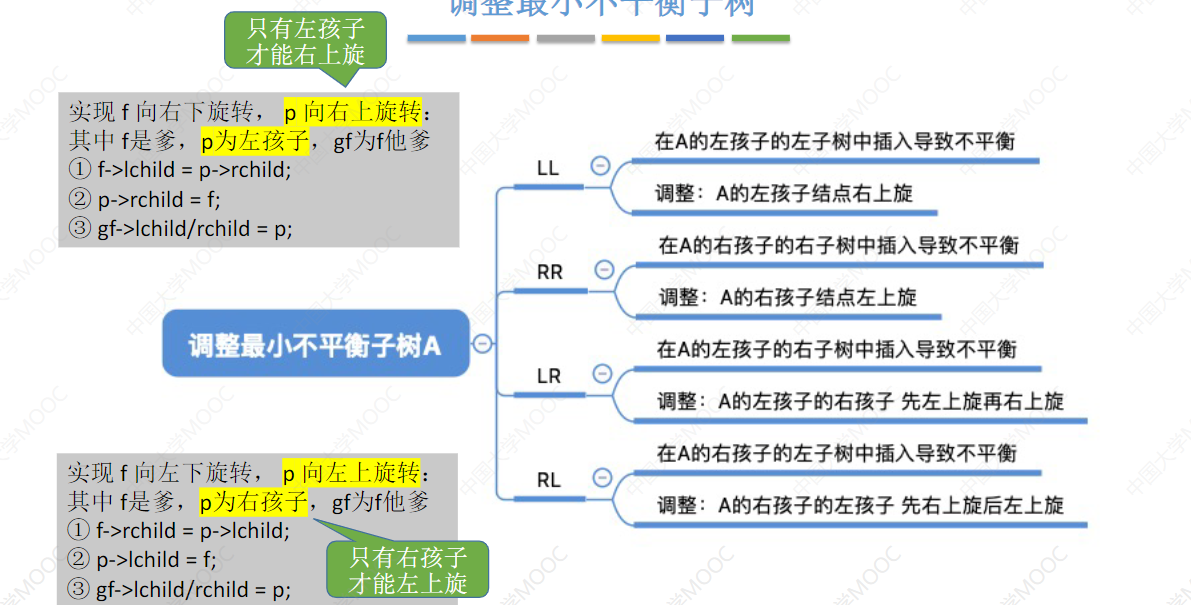 调整最小不平衡子树
只有左孩子
才能右上旋
实现 f 向右下旋转， p 向右上旋转：
其中 f是爹，p为左孩子，gf为f他爹
① f->lchild = p->rchild;
② p->rchild = f;
③ gf->lchild/rchild = p;
调整最小不平衡子树A
LL
在A的左孩子的左子树中插入导致不平衡
调整：A的左孩子结点右上旋
RR
在A的右孩子的右子树中插入导致不平衡
调整：A的右孩子结点左上旋
LR
在A的左孩子的右子树中插入导致不平衡
调整：A的左孩子的右孩子 先左上旋再右上旋
RL
在A的右孩子的左子树中插入导致不平衡
调整：A的右孩子的左孩子 先右上旋后左上旋
实现 f 向左下旋转， p 向左上旋转：
其中 f是爹，p为右孩子，gf为f他爹
① f->rchild = p->lchild;
② p->lchild = f;
③ gf->lchild/rchild = p;
只有右孩子
才能左上旋
中国大学MOOC